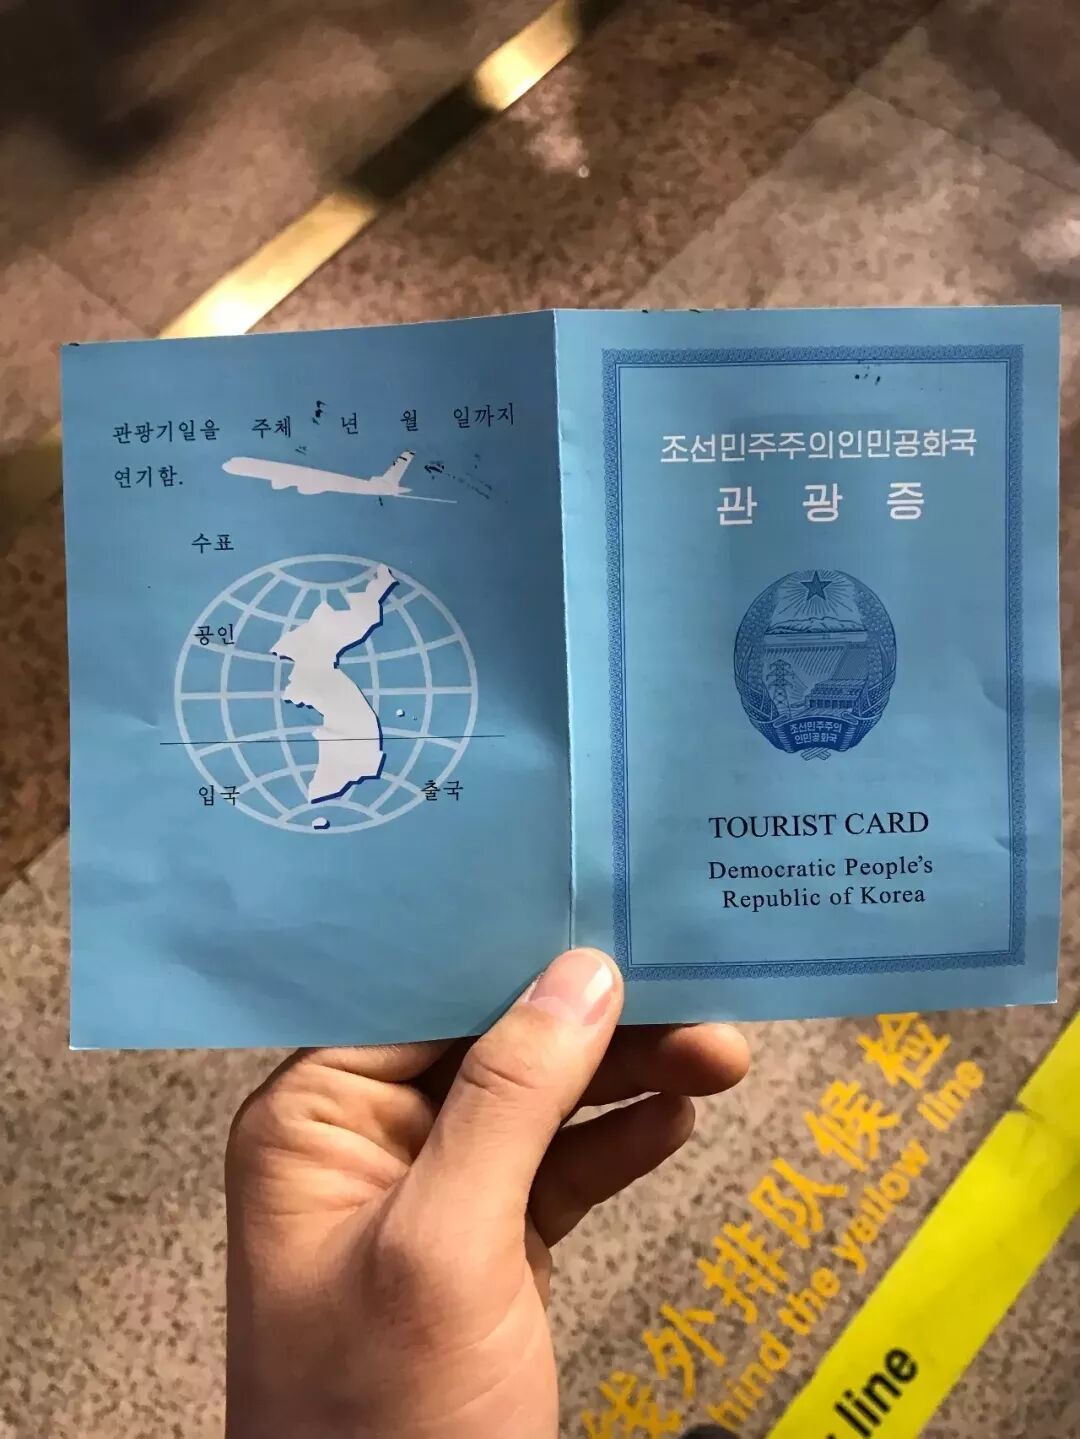 관광기일을 주체 년 월 일까지
연기함.
수표
공인
입국 출국
조선민주주의인민공화국
관광증
조선민주주의
인민공화국
TOURIST CARD
Democratic People's
Republic of Korea
线外排队候检
hind the yellow line
line